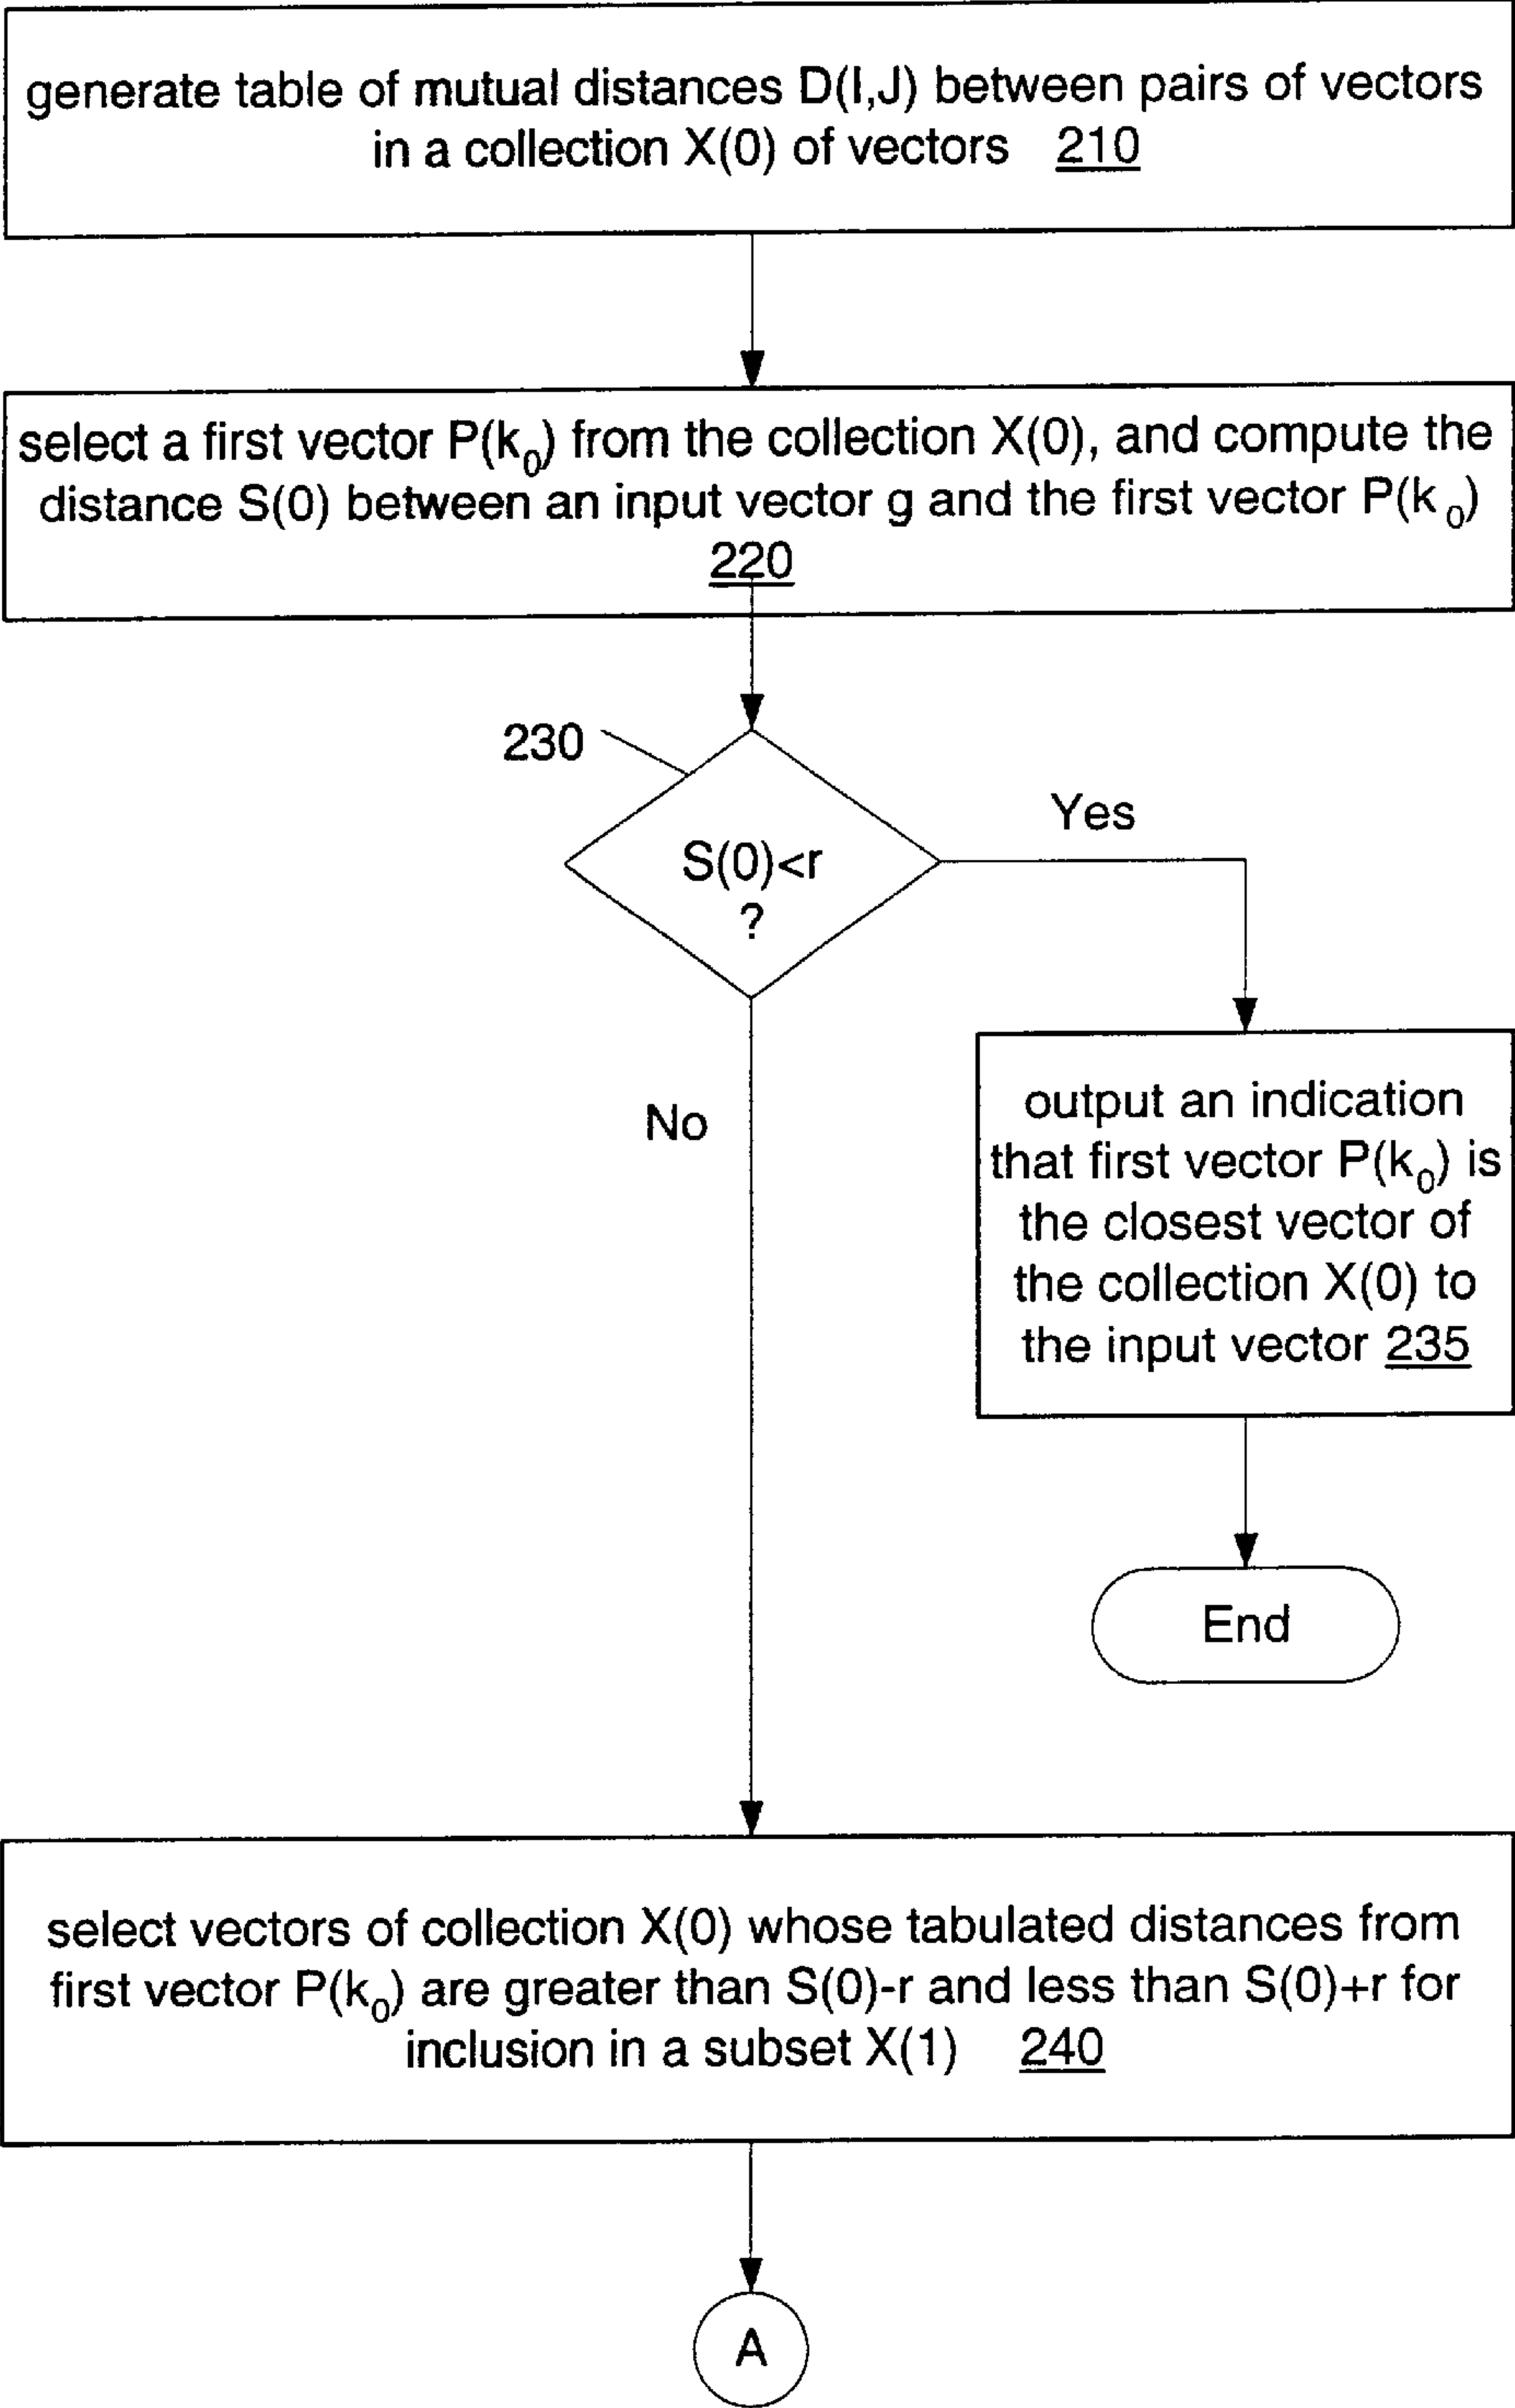 generate table of mutual distances D(I,J) between pairs of vectors
in a collection X(0) of vectors 210
select a first vector P(k₀) from the collection X(0), and compute the
distance S(0) between an input vector g and the first vector P(k₀)
220
230
S(0)<r
?
Yes
No
output an indication
that first vector P(k₀) is
the closest vector of
the collection X(0) to
the input vector 235
End
select vectors of collection X(0) whose tabulated distances from
first vector P(k₀) are greater than S(0)-r and less than S(0)+r for
inclusion in a subset X(1) 240
A